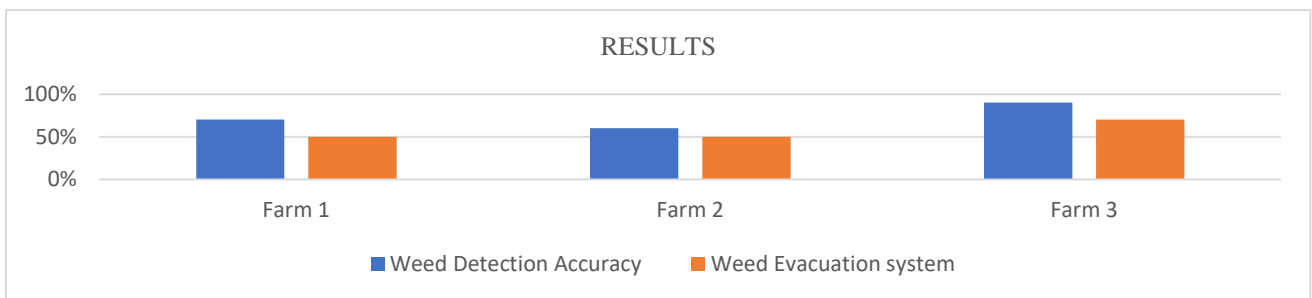 RESULTS
100%
50%
0%
Farm 1 Farm 2 Farm 3
Weed Detection Accuracy Weed Evacuation system